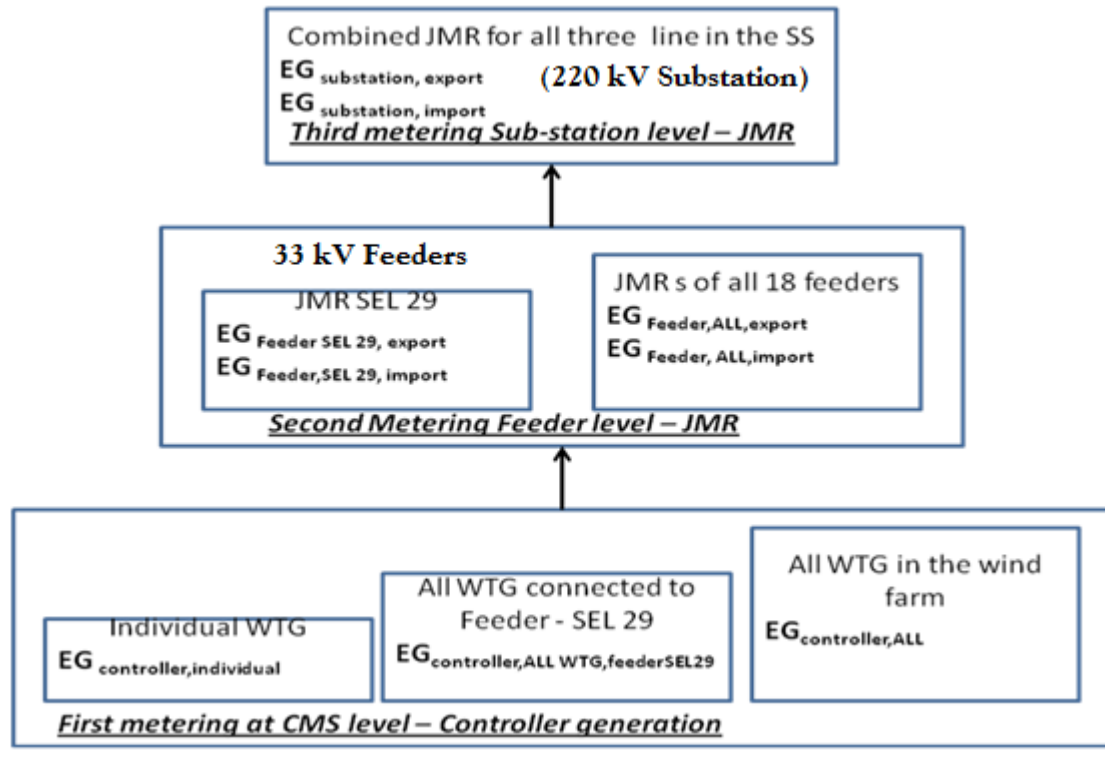 Combined JMR for all three line in the SS
EG substation, export (220 kV Substation)
EG substation, import
Third metering Sub-station level – JMR
33 kV Feeders
JMR SEL 29
EG Feeder SEL 29, export
EG Feeder,SEL 29, import
JMR s of all 18 feeders
EG Feeder,ALL,export
EG Feeder, ALL,import
Second Metering Feeder level – JMR
Individual WTG
EG controller,individual
All WTG connected to
Feeder - SEL 29
EGcontroller,ALL WTG,feederSEL29
All WTG in the wind
farm
EGcontroller,ALL
First metering at CMS level – Controller generation